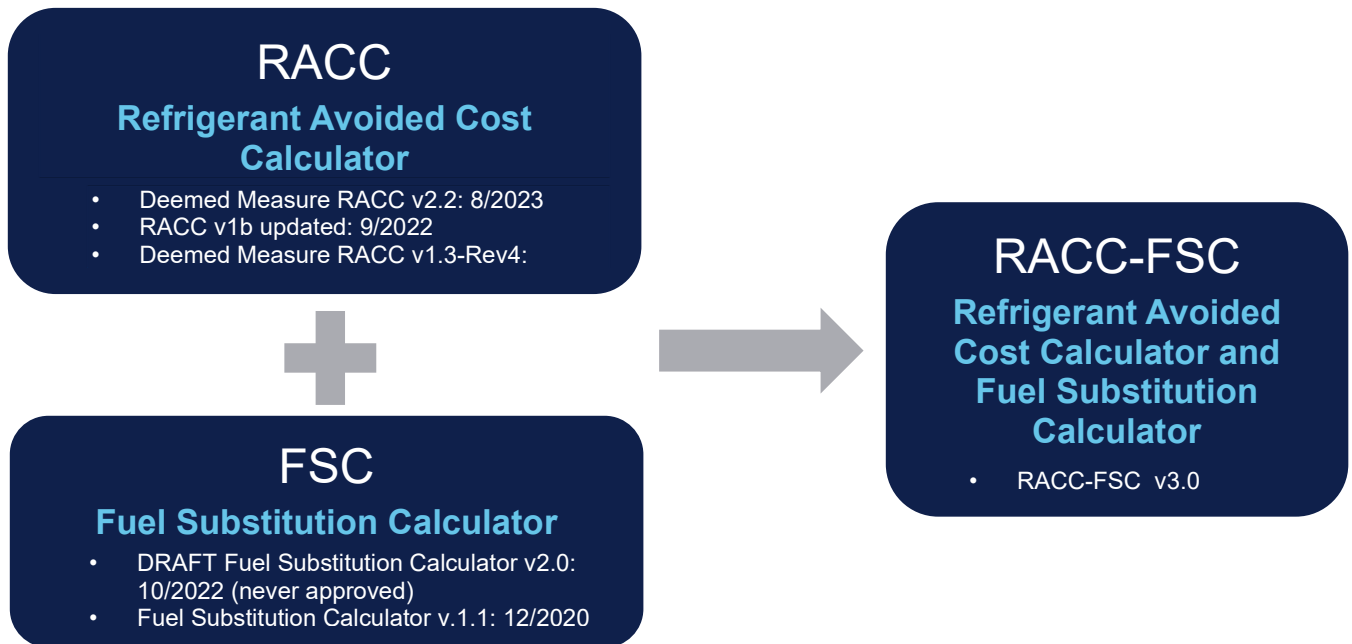 RACC
Refrigerant Avoided Cost
Calculator
• Deemed Measure RACC v2.2: 8/2023
• RACC v1b updated: 9/2022
• Deemed Measure RACC v1.3-Rev4:
FSC
Fuel Substitution Calculator
• DRAFT Fuel Substitution Calculator v2.0:
10/2022 (never approved)
• Fuel Substitution Calculator v.1.1: 12/2020
RACC-FSC
Refrigerant Avoided
Cost Calculator and
Fuel Substitution
Calculator
• RACC-FSC v3.0